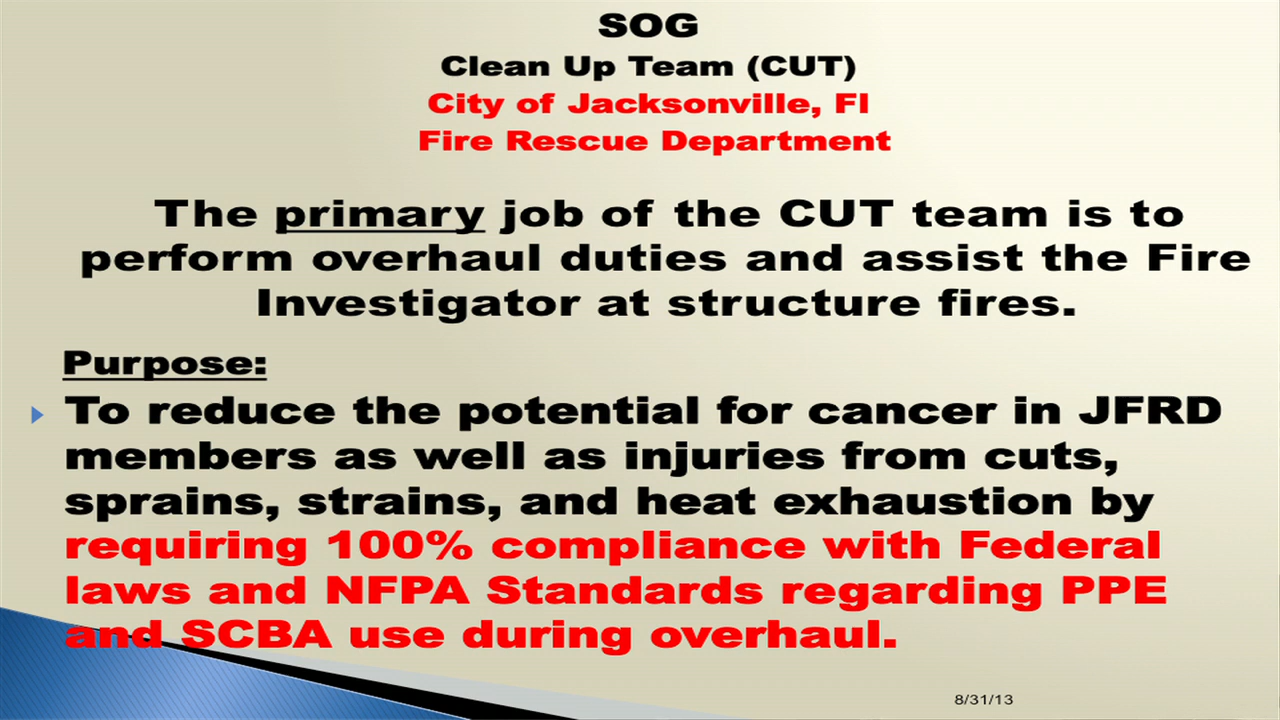 SOG
Clean Up Team (CUT)
City of Jacksonville, Fl
Fire Rescue Department
The primary job of the CUT team is to
perform overhaul duties and assist the Fire
Investigator at structure fires.
Purpose:
To reduce the potential for cancer in JFRD
members as well as injuries from cuts,
sprains, strains, and heat exhaustion by
requiring 100% compliance with Federal
laws and NFPA Standards regarding PPE
and SCBA use during overhaul.
8/31/13